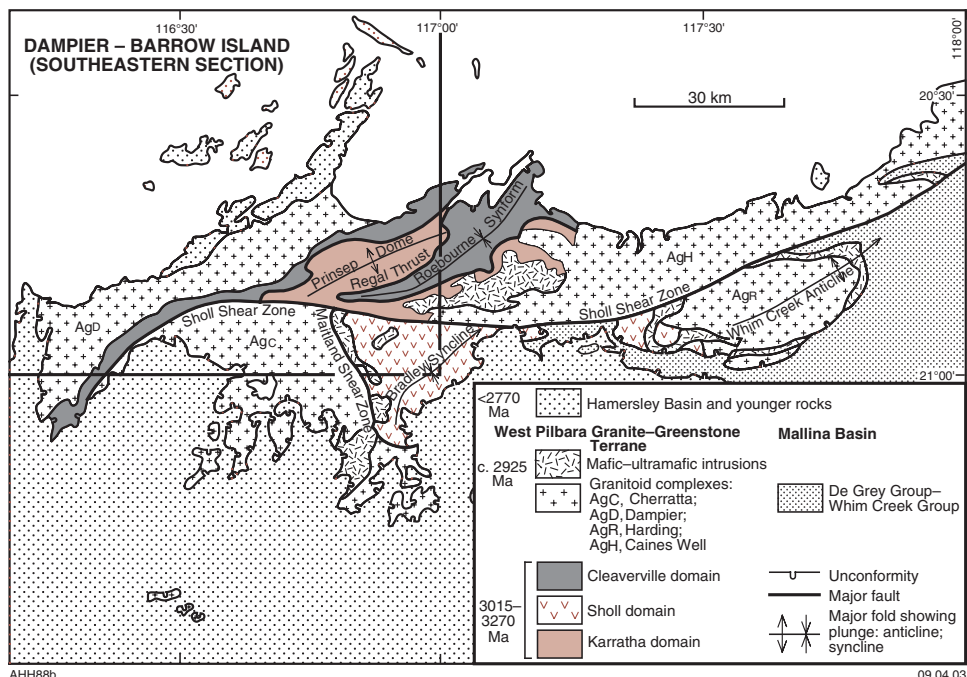 116°30'
117°00'
117°30'
118°00'
DAMPIER – BARROW ISLAND
(SOUTHEASTERN SECTION)
30 km
20°30'
Prinsep Dome
Regal Thrust
Roebourne Synform
AgH
Sholl Shear Zone
AgR
Whim Creek Anticline
AgD
Sholl Shear Zone
AgC
Maitland Shear Zone
Bradley Syncline
21°00'
<2770
Ma
Hamersley Basin and younger rocks
West Pilbara Granite–Greenstone
Terrane
Mallina Basin
c. 2925
Ma
Mafic–ultramafic intrusions
Granitoid complexes:
AgC, Cherratta;
AgD, Dampier;
AgR, Harding;
AgH, Caines Well
De Grey Group–
Whim Creek Group
3015–
3270
Ma
Cleaverville domain
Sholl domain
Karratha domain
Unconformity
Major fault
Major fold showing
plunge: anticline;
syncline
AHH88b
09.04.03